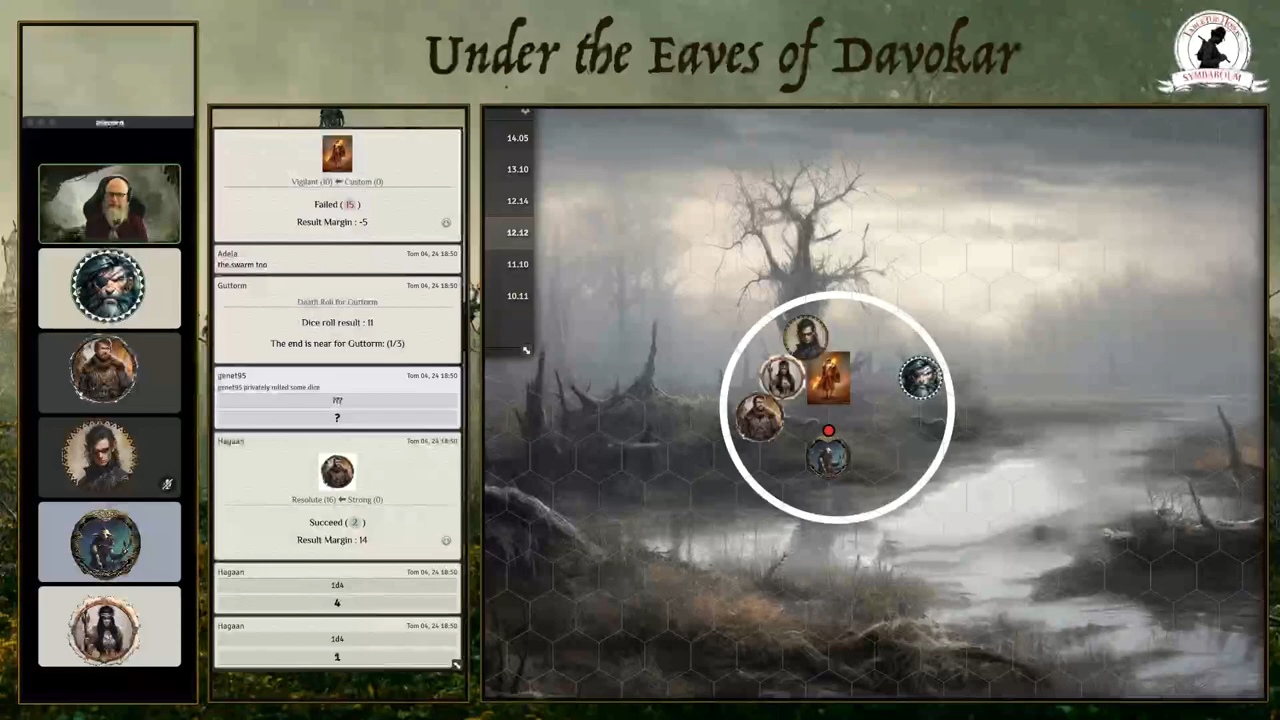 Under the Eaves of Davokar
SYMBAROUM
Vigilant (10) ⬅ Custom (0)
Failed ( 15 )
Result Margin : -5
Adela Tom 04, 24 18:50
the swarm too
Guttorm Tom 04, 24 18:50
Death Roll for Guttorm
Dice roll result : 11
The end is near for Guttorm: (1/3)
genet95 Tom 04, 24 18:50
genet95 privately rolled some dice
???
?
Hagaan Tom 04, 24 18:50
Resolute (16) ⬅ Strong (0)
Succeed ( 2 )
Result Margin : 14
Hagaan Tom 04, 24 18:50
1d4
4
Hagaan Tom 04, 24 18:50
1d4
1
14.05
13.10
12.14
12.12
11.10
10.11